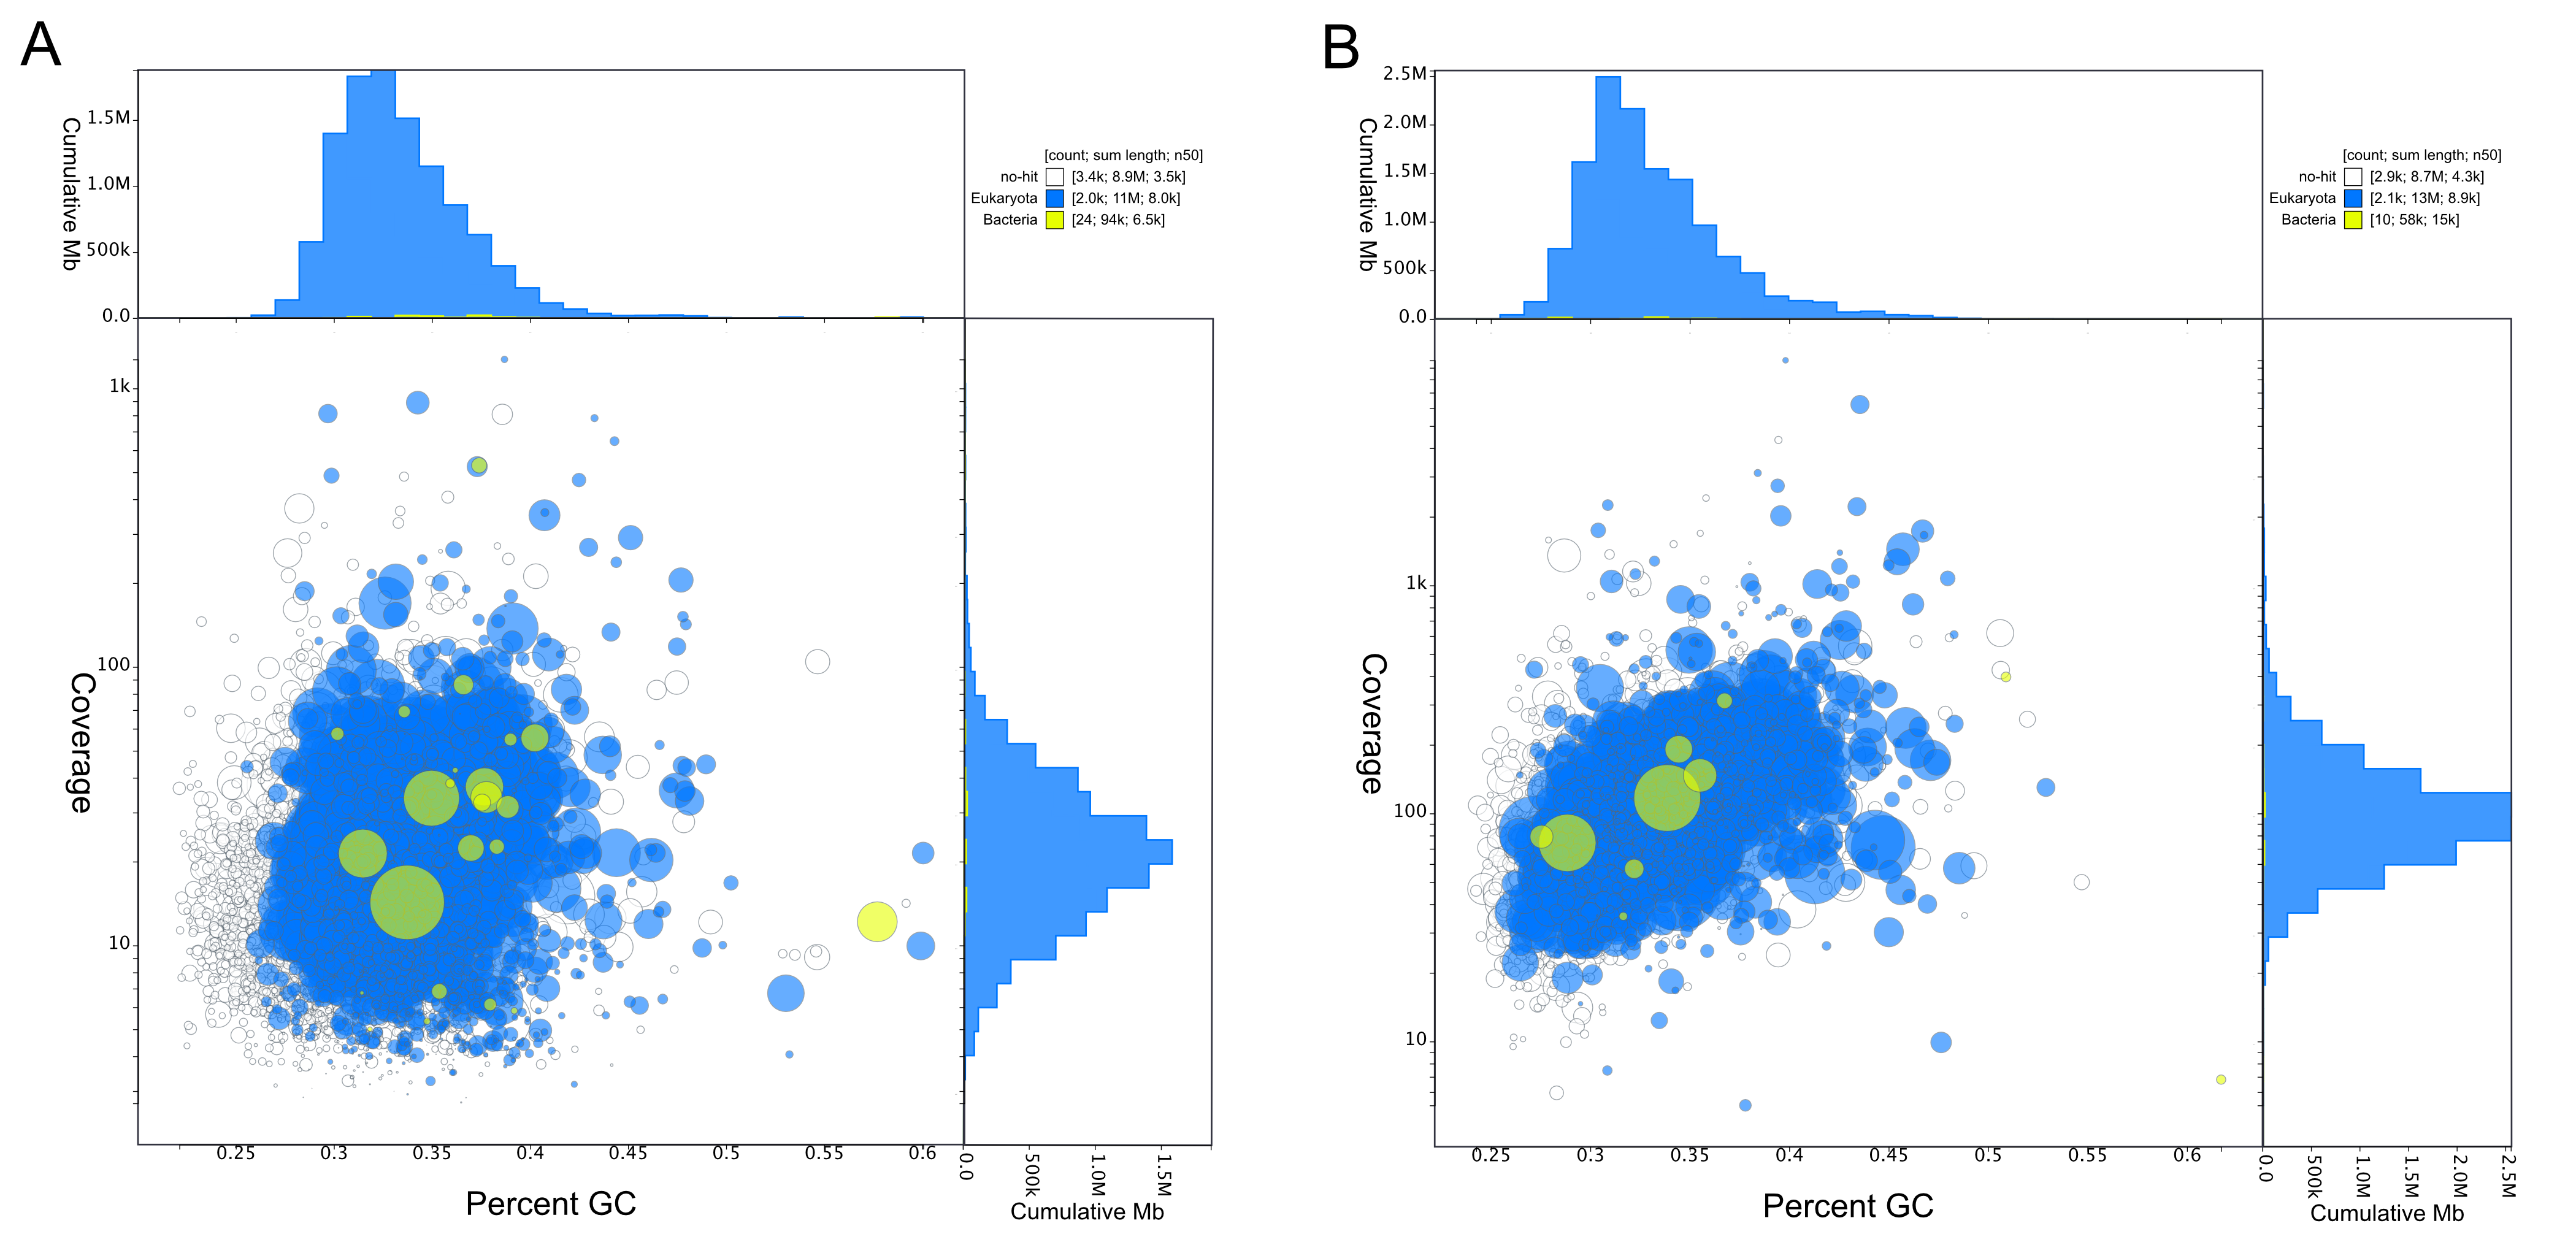 A
Cumulative Mb
1.5M
1.0M
500k
0.0
[count; sum length; n50]
no-hit [3.4k; 8.9M; 3.5k]
Eukaryota [2.0k; 11M; 8.0k]
Bacteria [24; 94k; 6.5k]
Coverage
1k
100
10
0.25 0.3 0.35 0.4 0.45 0.5 0.55 0.6
Percent GC
0.0 500k 1.0M 1.5M
Cumulative Mb
B
Cumulative Mb
2.5M
2.0M
1.5M
1.0M
500k
0.0
[count; sum length; n50]
no-hit [2.9k; 8.7M; 4.3k]
Eukaryota [2.1k; 13M; 8.9k]
Bacteria [10; 58k; 15k]
Coverage
1k
100
10
0.25 0.3 0.35 0.4 0.45 0.5 0.55 0.6
Percent GC
0.0 500k 1.0M 1.5M 2.0M 2.5M
Cumulative Mb